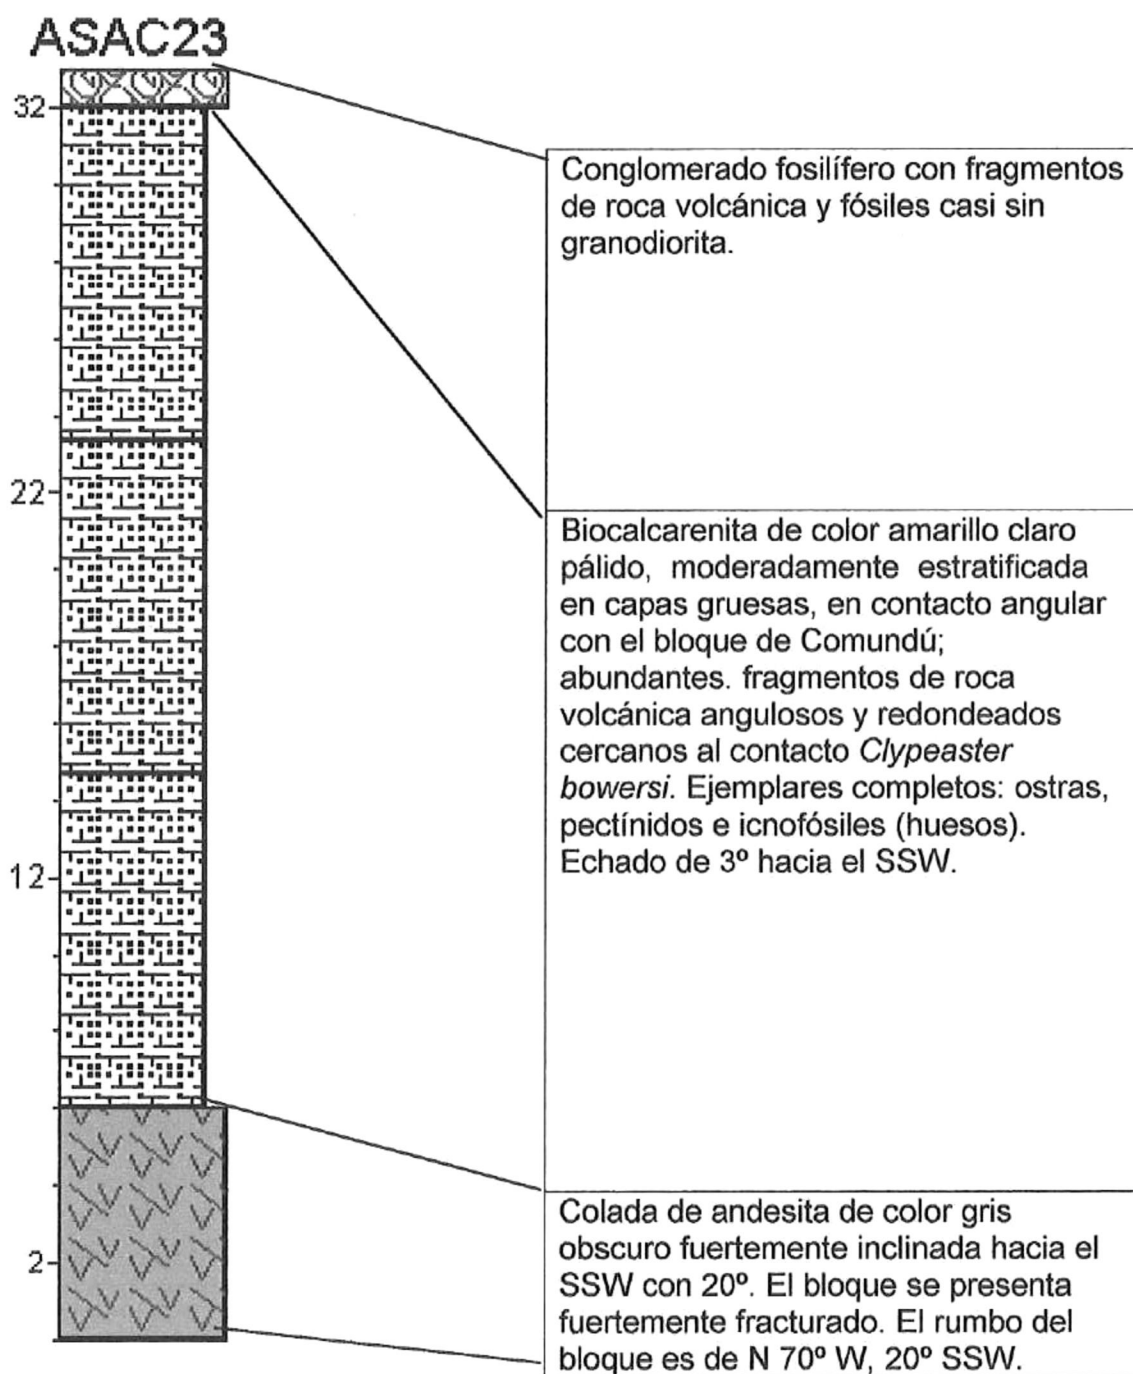 ASAC23
32
Conglomerado fosilífero con fragmentos
de roca volcánica y fósiles casi sin
granodiorita.
22
Biocalcarenita de color amarillo claro
pálido, moderadamente estratificada
en capas gruesas, en contacto angular
con el bloque de Comundú;
abundantes. fragmentos de roca
volcánica angulosos y redondeados
cercanos al contacto Clypeaster
bowersi. Ejemplares completos: ostras,
pectínidos e icnofósiles (huesos).
Echado de 3º hacia el SSW.
12
Colada de andesita de color gris
obscuro fuertemente inclinada hacia el
SSW con 20º. El bloque se presenta
fuertemente fracturado. El rumbo del
bloque es de N 70º W, 20º SSW.
2